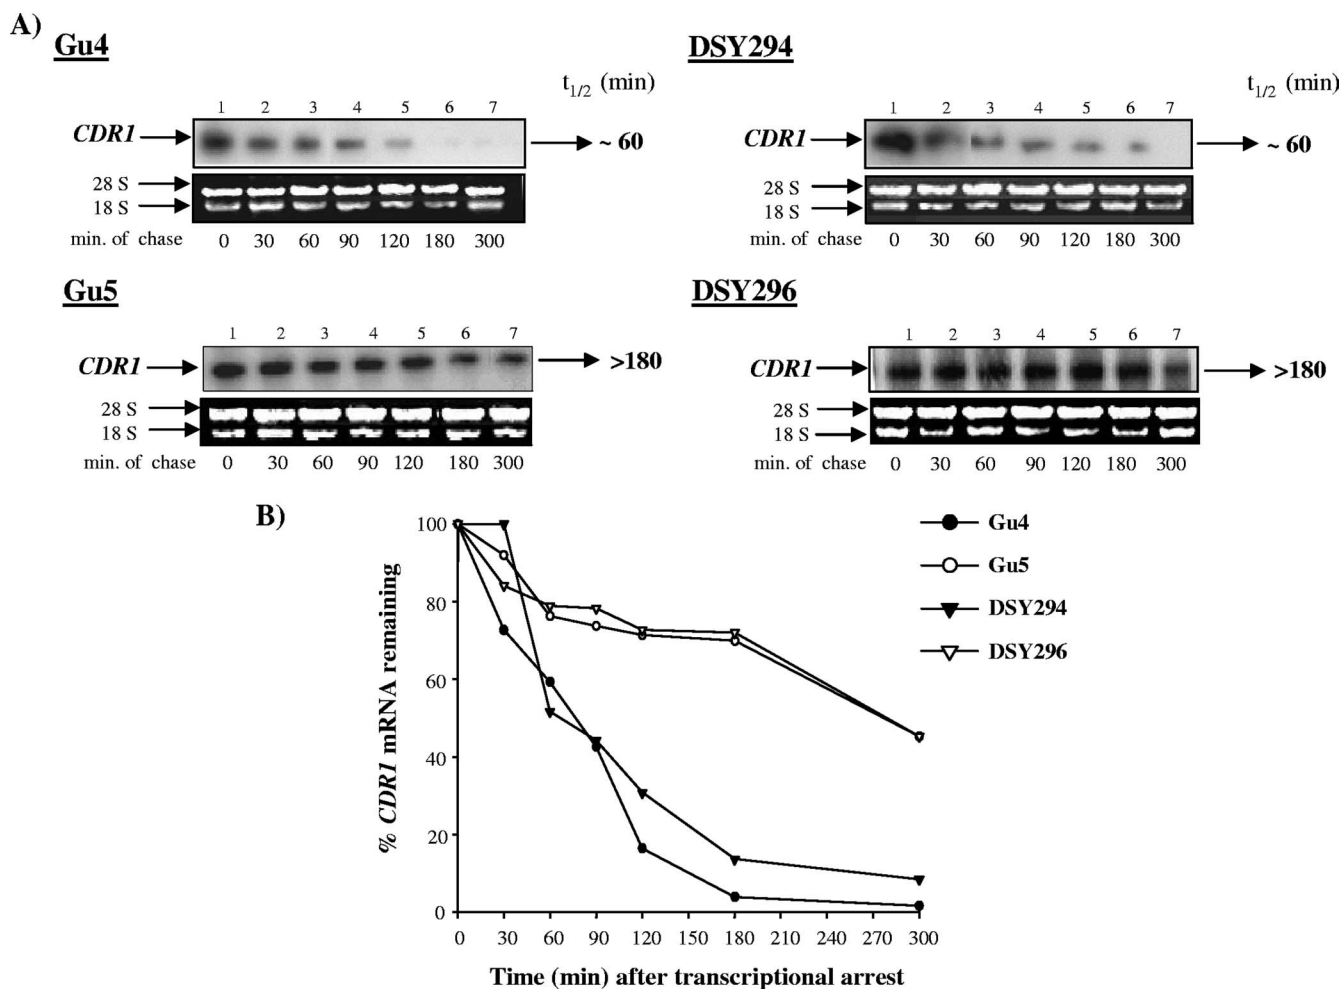 A)
Gu4
t1/2 (min)
1 2 3 4 5 6 7
CDR1
~ 60
28 S
18 S
min. of chase 0 30 60 90 120 180 300
DSY294
t1/2 (min)
1 2 3 4 5 6 7
CDR1
~ 60
28 S
18 S
min. of chase 0 30 60 90 120 180 300
Gu5
1 2 3 4 5 6 7
CDR1
>180
28 S
18 S
min. of chase 0 30 60 90 120 180 300
DSY296
1 2 3 4 5 6 7
CDR1
>180
28 S
18 S
min. of chase 0 30 60 90 120 180 300
B)
% CDR1 mRNA remaining
100
80
60
40
20
0
0 30 60 90 120 150 180 210 240 270 300
Time (min) after transcriptional arrest
Gu4
Gu5
DSY294
DSY296